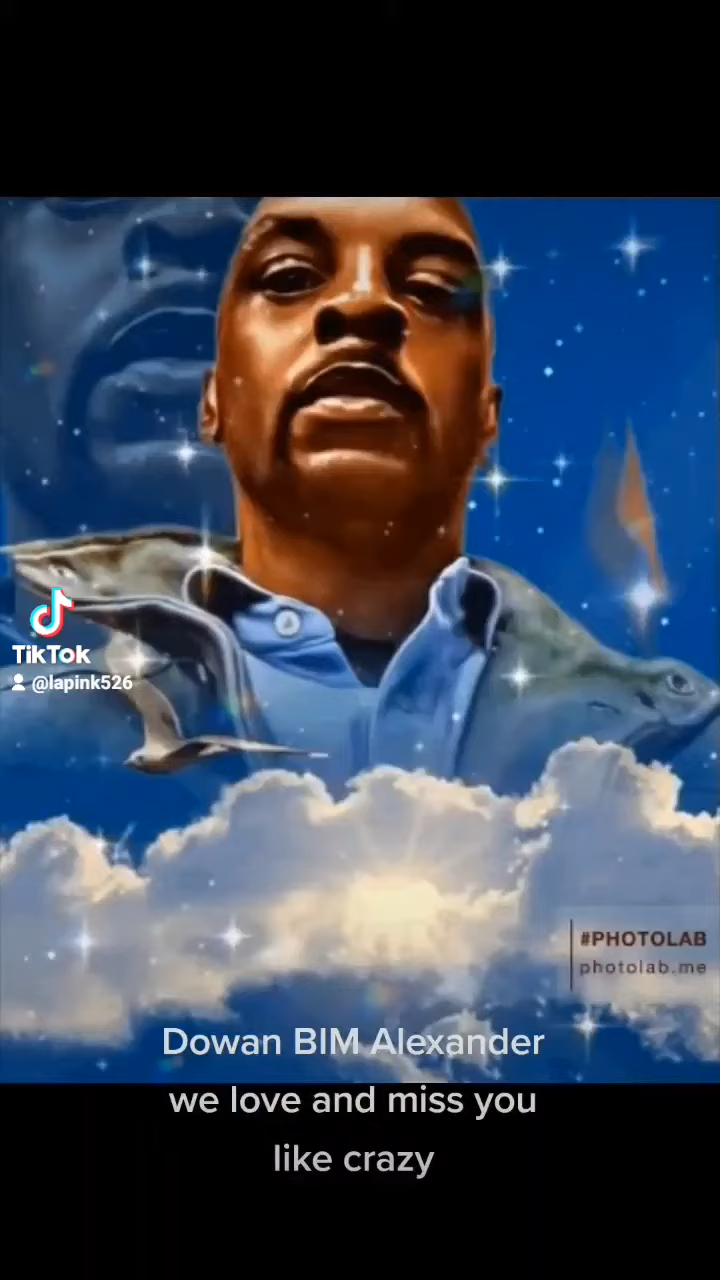 TikTok
@lapink526
#PHOTOLAB
photolab.me
Dowan BIM Alexander
we love and miss you
like crazy